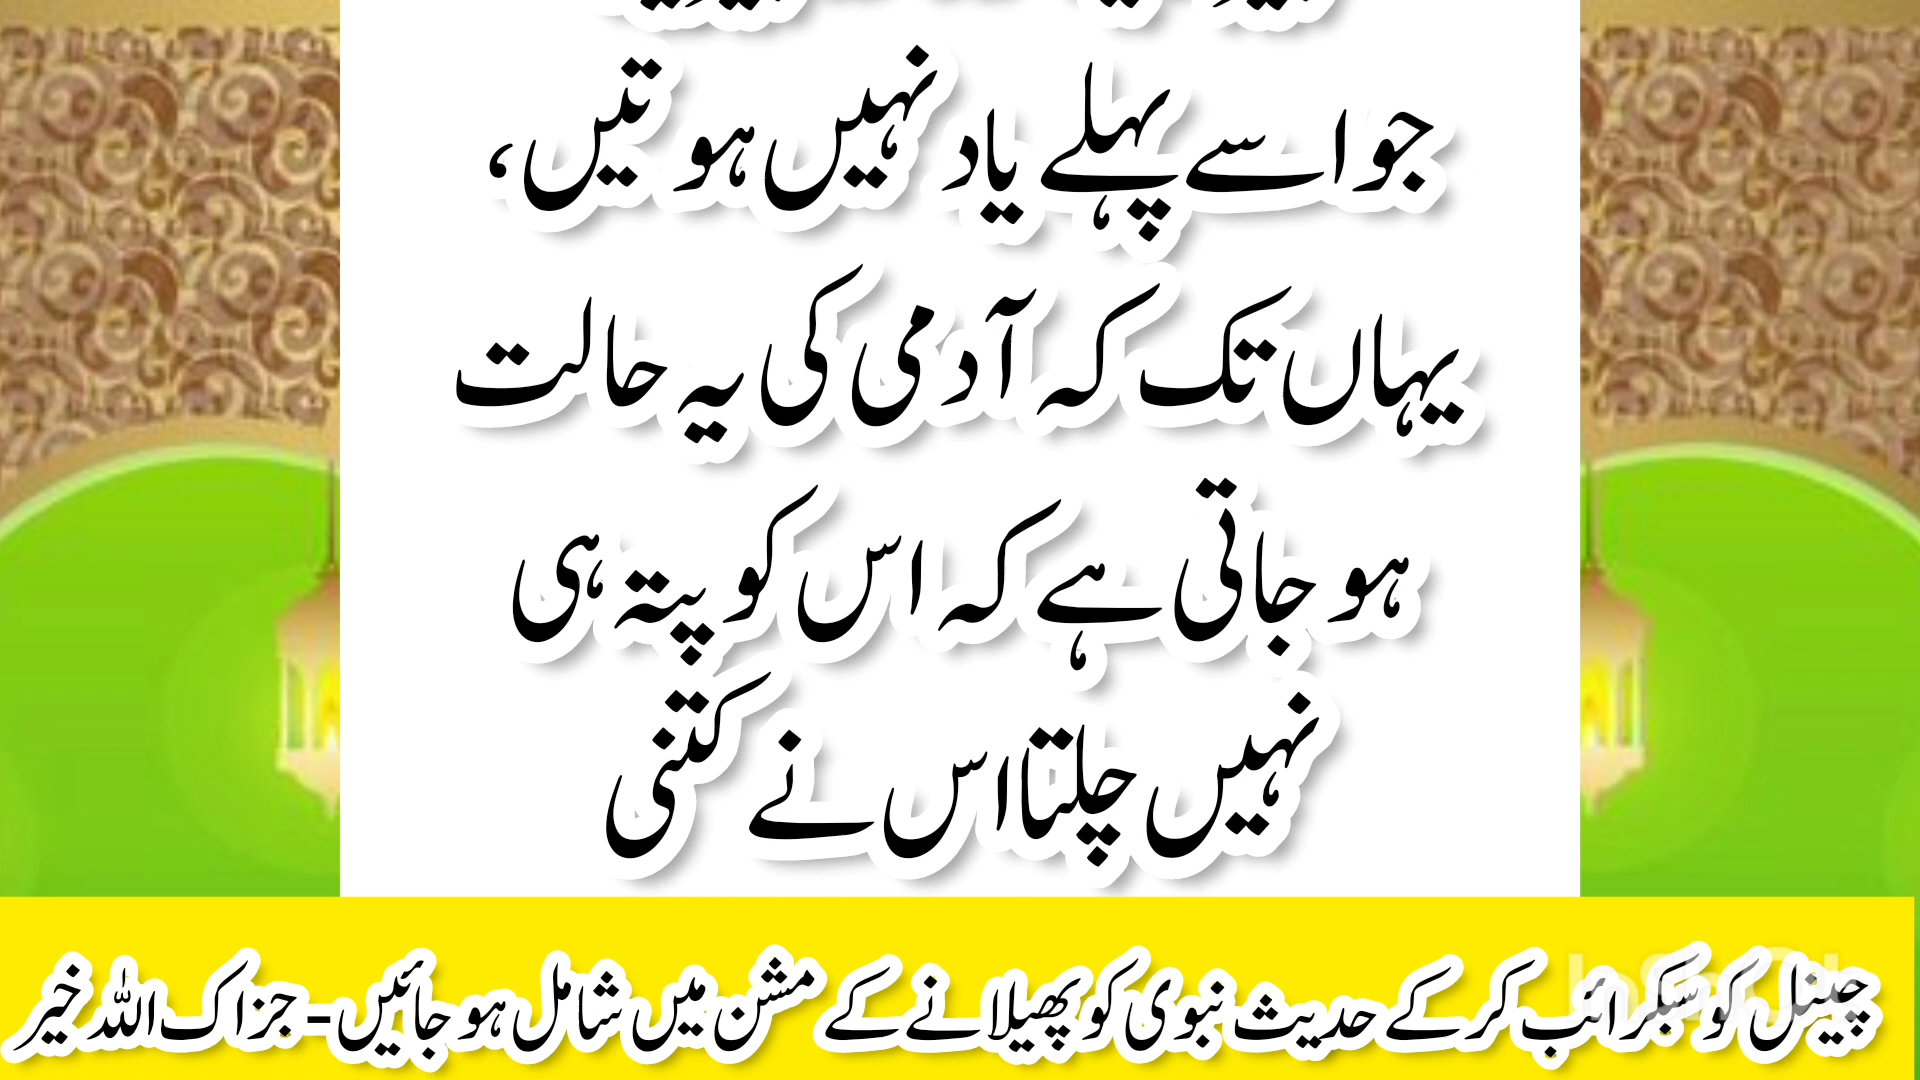 جو اسے پہلے یاد نہیں ہوتیں،
یہاں تک کہ آدمی کی یہ حالت
ہو جاتی ہے کہ اس کو پتہ ہی
نہیں چلتا اس نے کتنی
چینل کو سبکرائب کر کے حدیث نبوی کو پھیلانے کے مشن میں شامل ہو جائیں - جزاک اللہ خیر